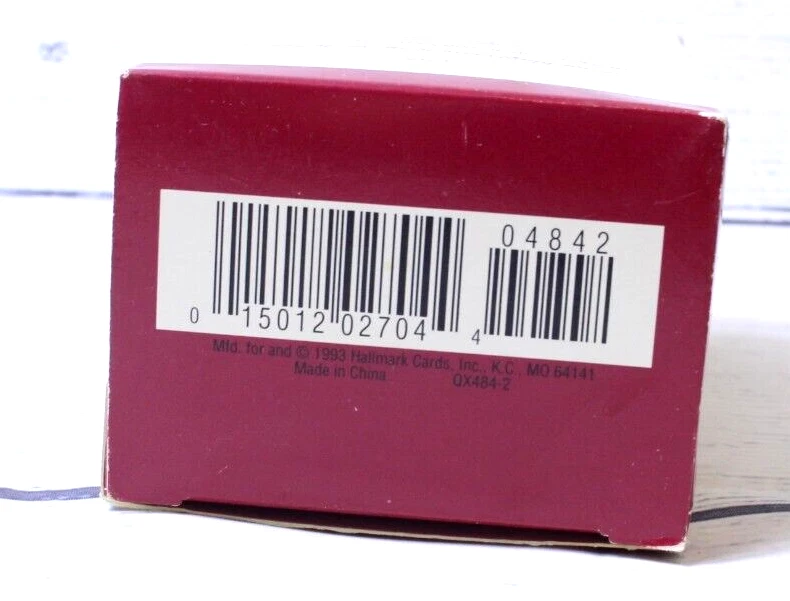 04842
0 15012 02704 4
Mfd. for and © 1993 Hallmark Cards, Inc., K.C., MO 64141
Made in China QX484-2